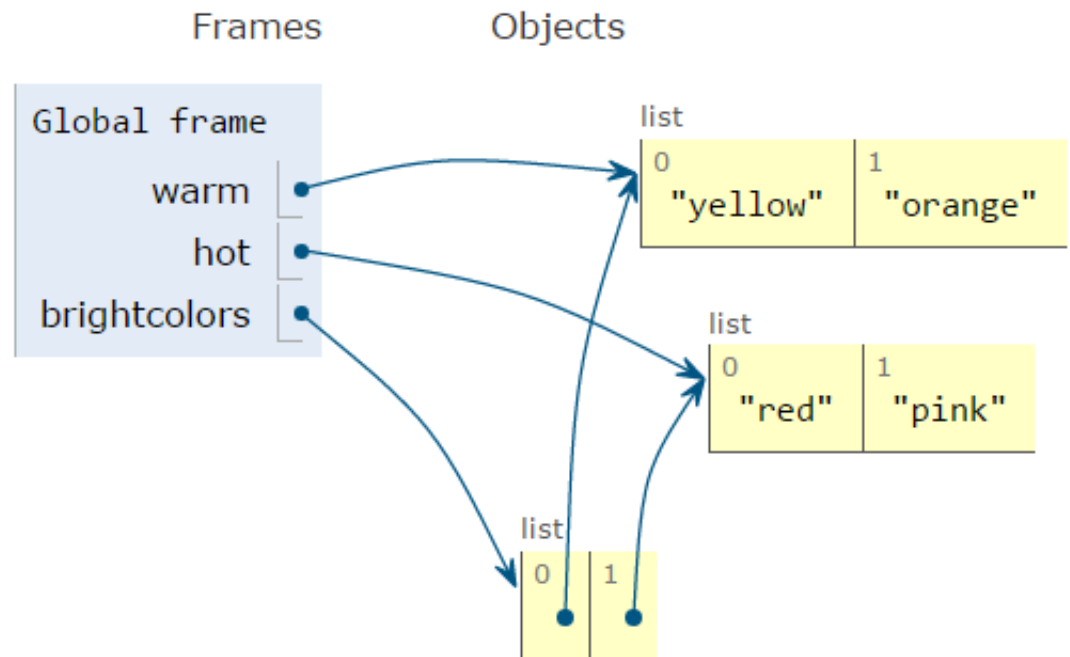 Frames Objects
Global frame
list
0 1
warm
"yellow" "orange"
hot
brightcolors
list
0 1
"red" "pink"
list
0 1